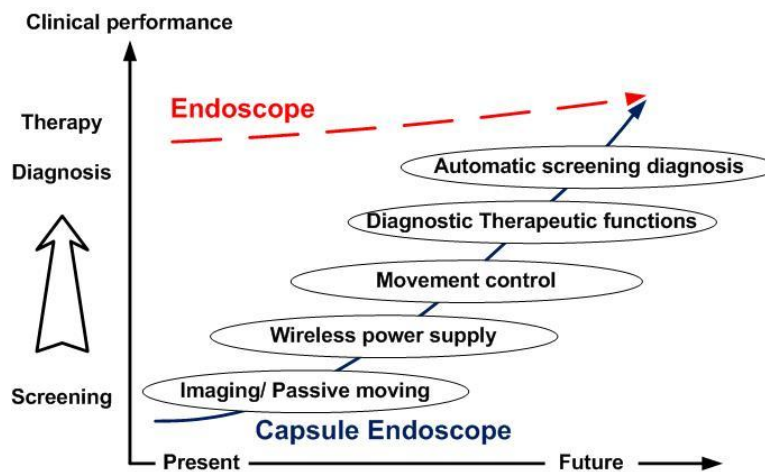 Clinical performance
Endoscope
Therapy
Automatic screening diagnosis
Diagnosis
Diagnostic Therapeutic functions
Movement control
Wireless power supply
Imaging/ Passive moving
Screening
Capsule Endoscope
Present
Future